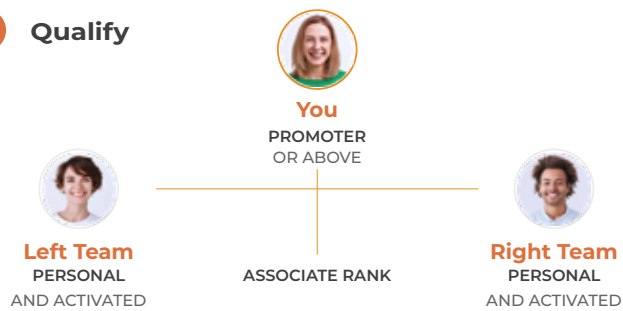 Qualify
You
PROMOTER
OR ABOVE
Left Team
PERSONAL
AND ACTIVATED
ASSOCIATE RANK
Right Team
PERSONAL
AND ACTIVATED